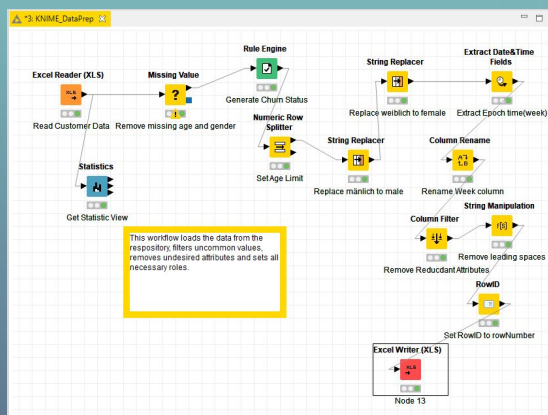 *3: KNIME_DataPrep
Rule Engine
Generate Churn Status
Excel Reader (XLS)
XLS
Read Customer Data
Missing Value
?
Remove missing age and gender
Statistics
Get Statistic View
Numeric Row
Splitter
Set Age Limit
String Replacer
Replace mänlich to male
String Replacer
Replace weiblich to female
Extract Date&Time
Fields
Extract Epoch time(week)
Column Rename
Rename Week column
Column Filter
Remove Reducdant Attributes
String Manipulation
f(S)
Remove leading spaces
RowID
Set RowID to rowNumber
Excel Writer (XLS)
XLS
Node 13
This workflow loads the data from the
respository, filters uncommon values,
removes undesired attributes and sets all
necessary roles.